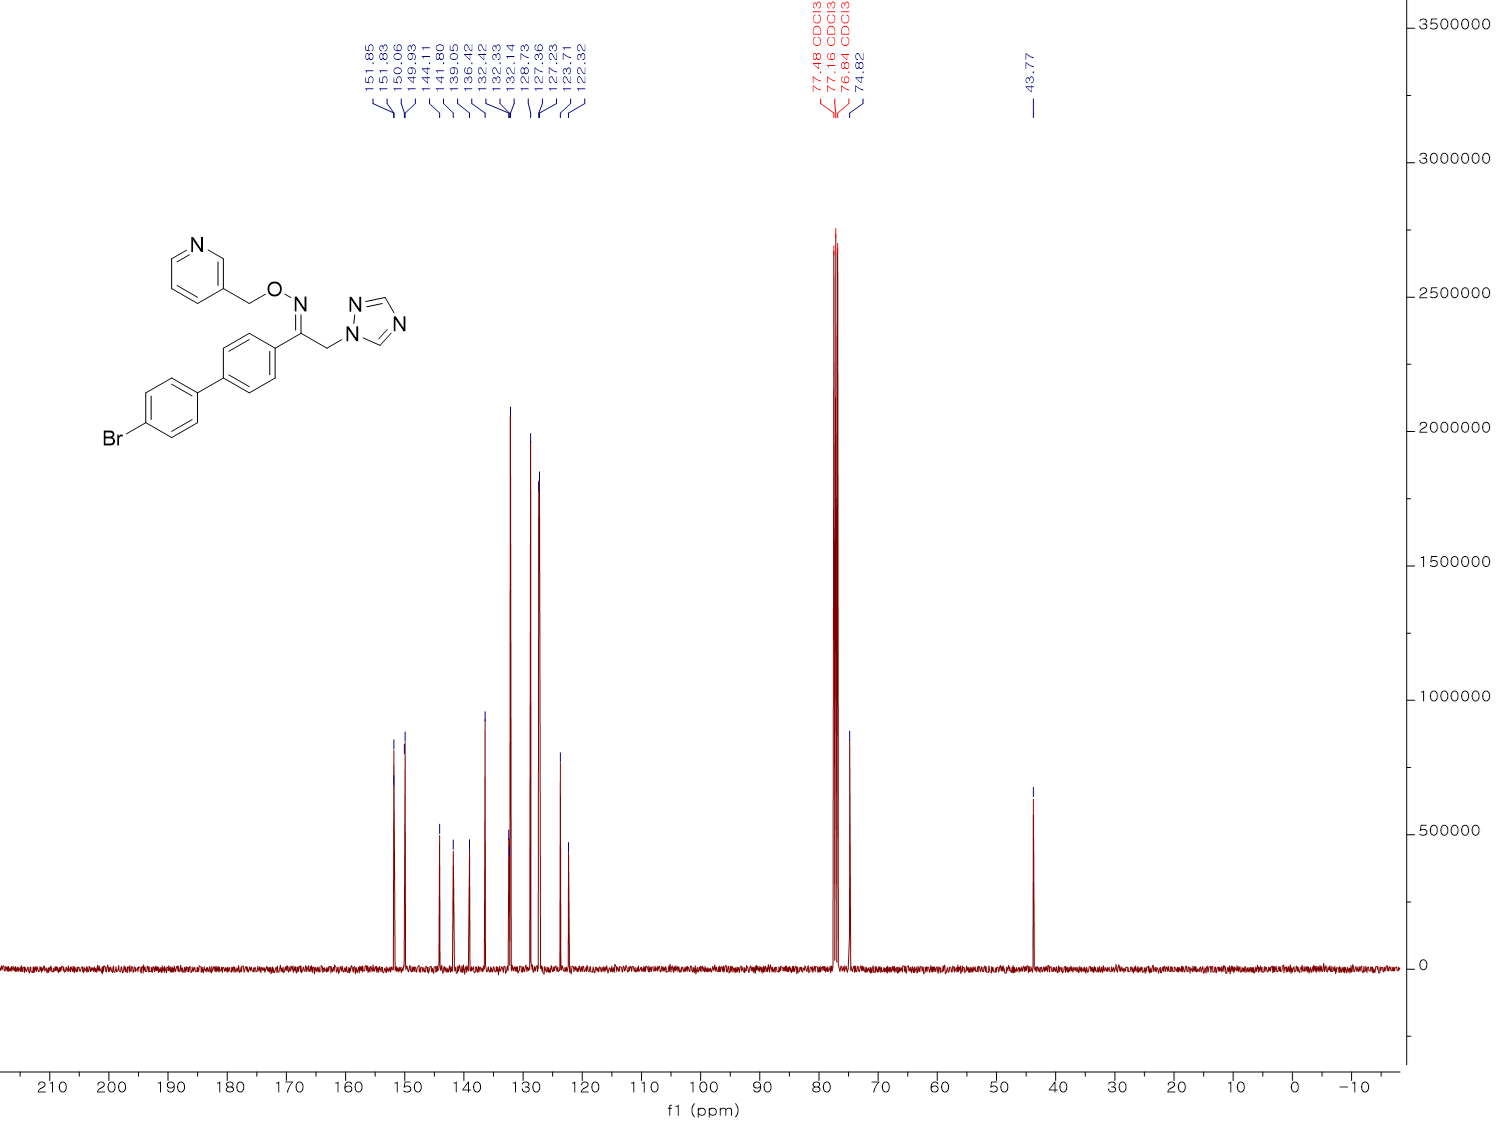 151.85
151.83
150.06
149.93
144.11
141.80
139.05
136.42
132.42
132.33
132.14
128.73
127.36
127.23
123.71
122.32
77.48 CDCl3
77.16 CDCl3
76.84 CDCl3
74.82
43.77
3500000
3000000
2500000
2000000
1500000
1000000
500000
0
N
O
N
N
N
N
Br
210 200 190 180 170 160 150 140 130 120 110 100 90 80 70 60 50 40 30 20 10 0 -10
f1 (ppm)